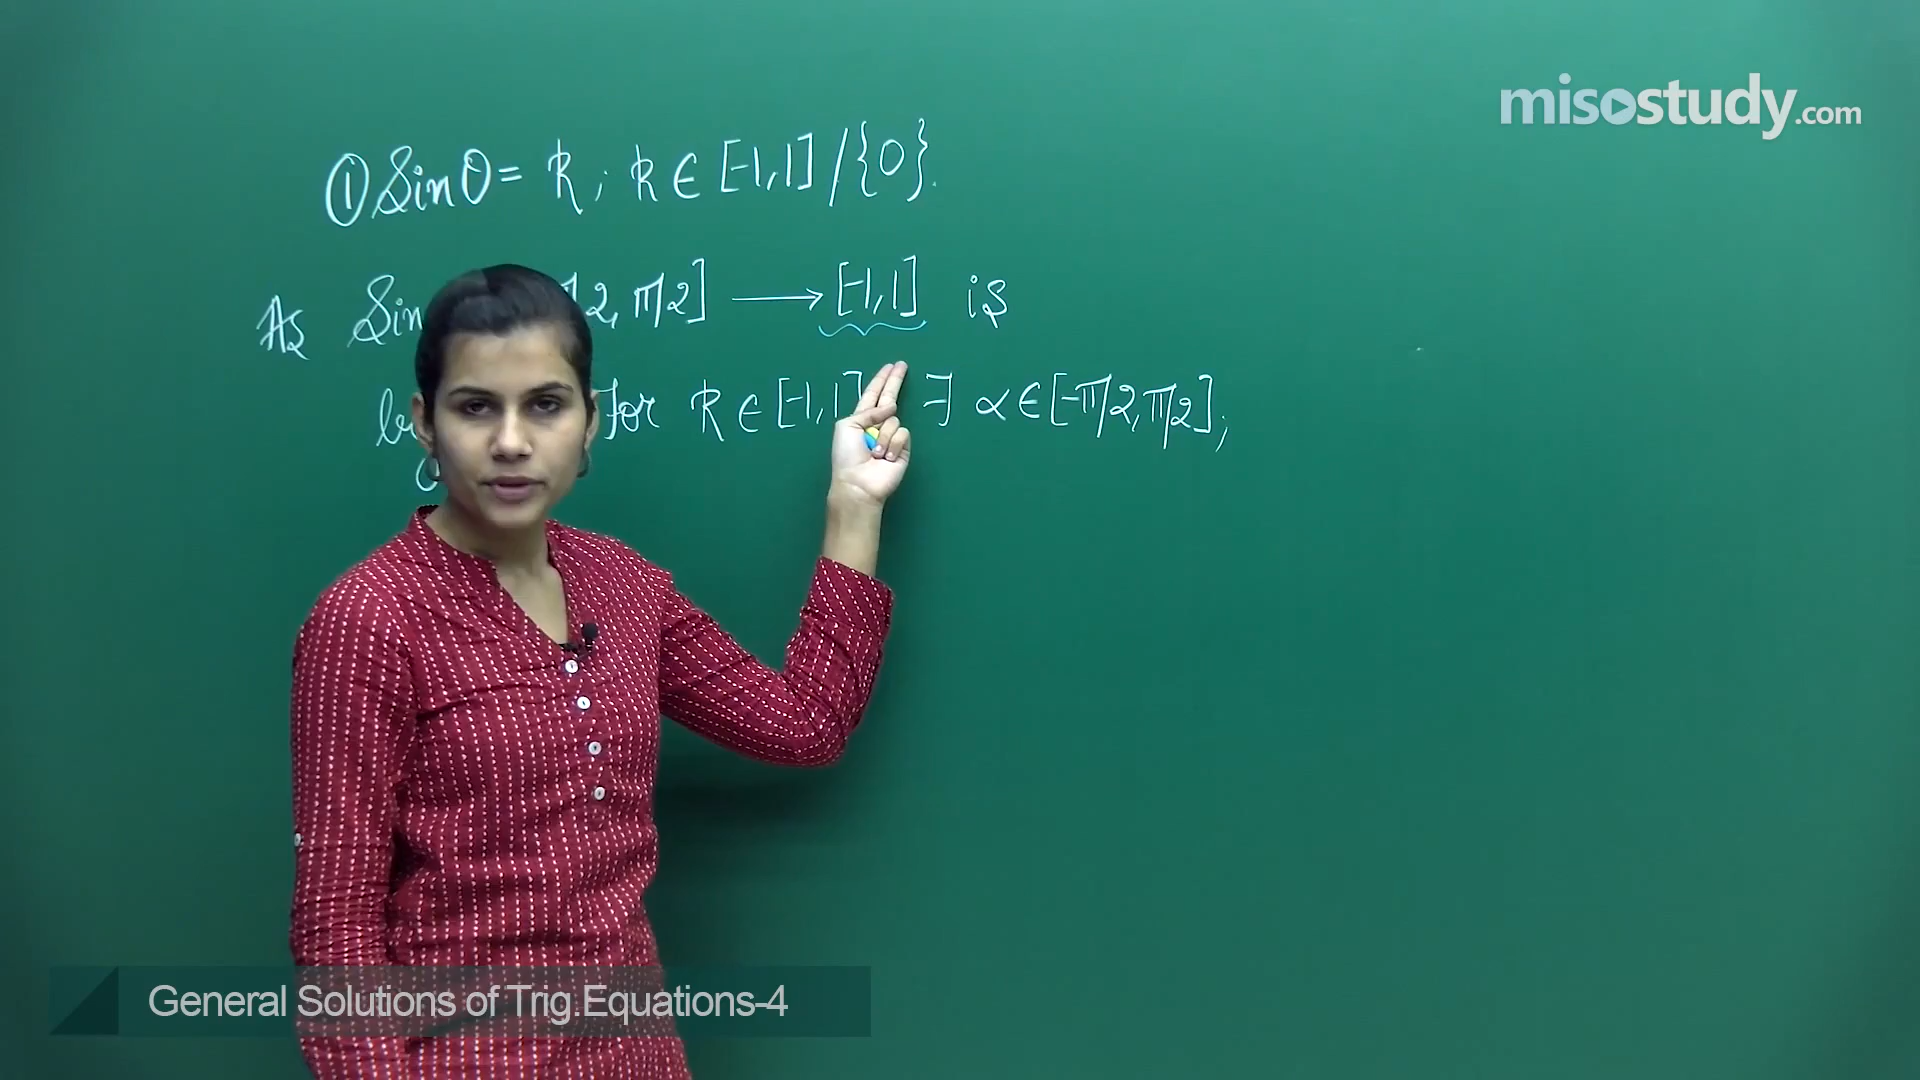 misostudy.com
① Sinθ = k, k ∈ [-1,1] / {0}.
As Sin π/2, π/2] → [-1,1] is
for k ∈ [-1,1] ∃ α ∈ [-π/2, π/2];
General Solutions of Trig.Equations-4